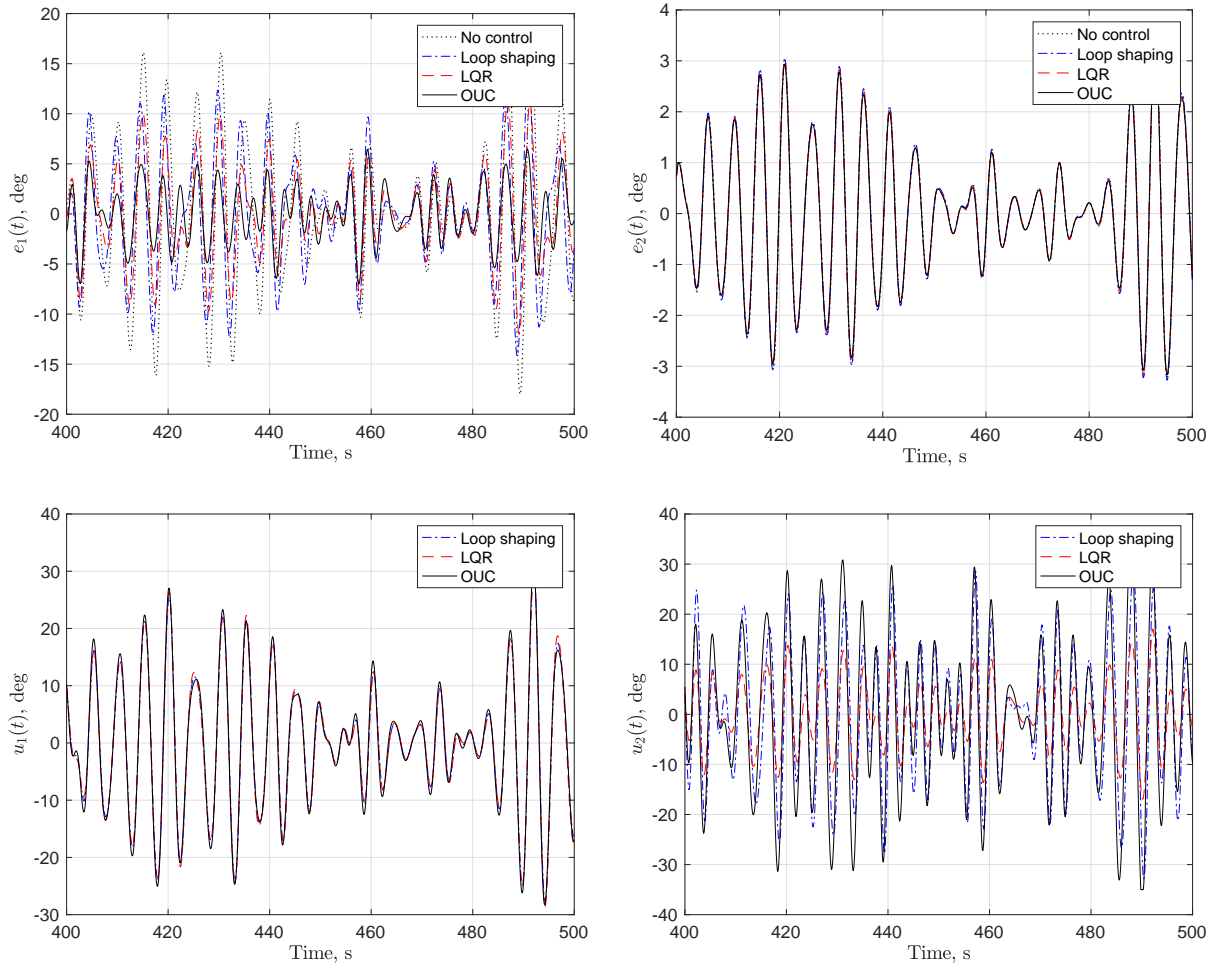 20
15
10
5
0
-5
-10
-15
-20
e₁(t), deg
400
420
440
460
480
500
Time, s
No control
Loop shaping
LQR
OUC
4
3
2
1
0
-1
-2
-3
-4
e₂(t), deg
400
420
440
460
480
500
Time, s
No control
Loop shaping
LQR
OUC
40
30
20
10
0
-10
-20
-30
u₁(t), deg
400
420
440
460
480
500
Time, s
Loop shaping
LQR
OUC
40
30
20
10
0
-10
-20
-30
-40
u₂(t), deg
400
420
440
460
480
500
Time, s
Loop shaping
LQR
OUC